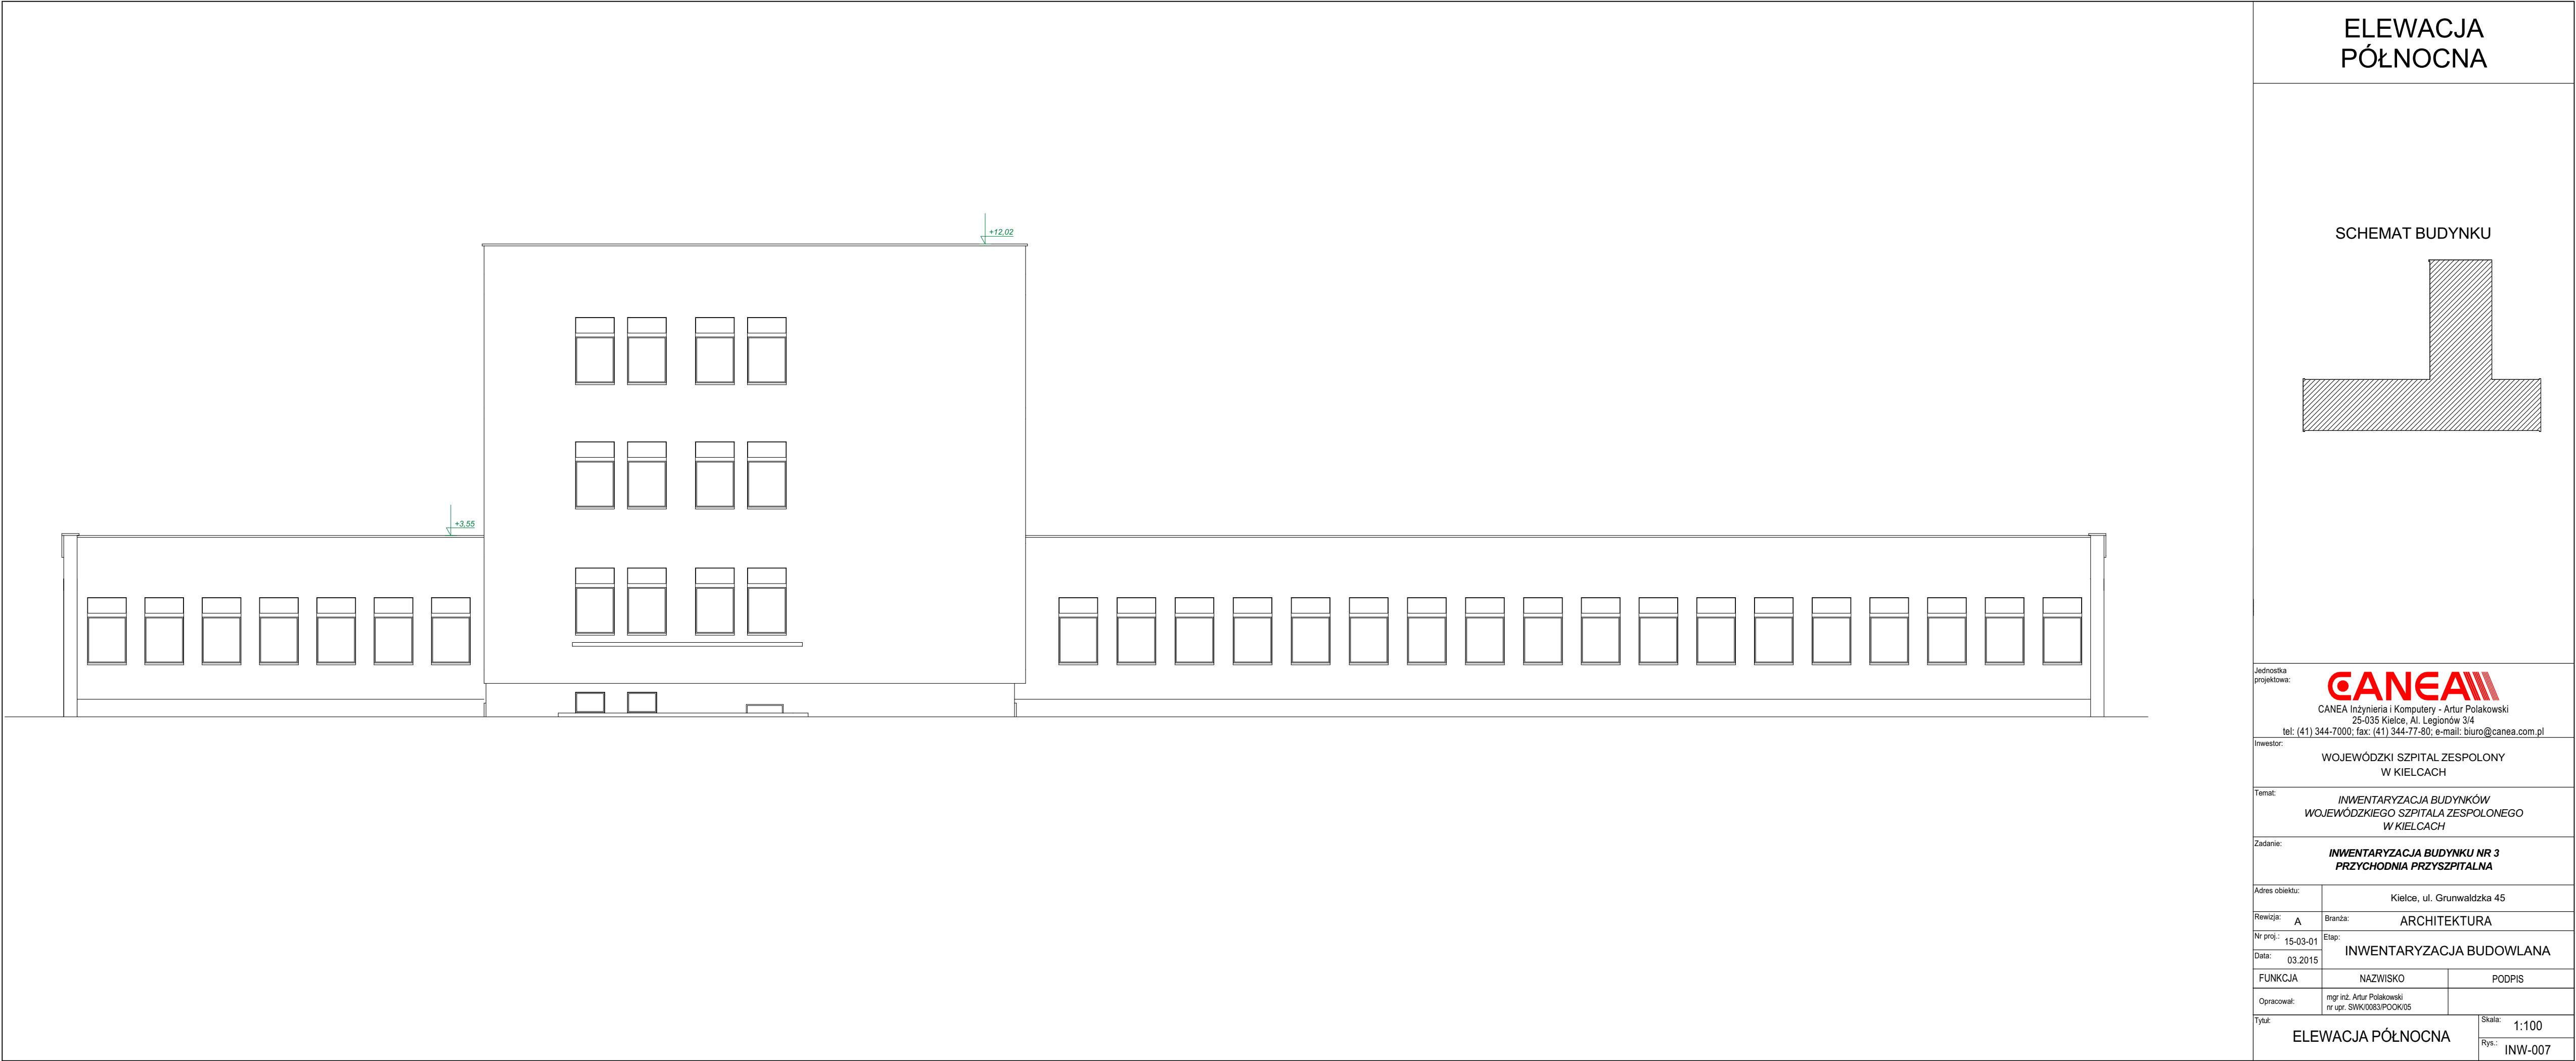 ELEWACJA
PÓŁNOCNA
+12,02
SCHEMAT BUDYNKU
+3,55
Jednostka
projektowa:
CANEA
CANEA Inżynieria i Komputery - Artur Polakowski
25-035 Kielce, Al. Legionów 3/4
tel: (41) 344-7000; fax: (41) 344-77-80; e-mail: biuro@canea.com.pl
Inwestor:
WOJEWÓDZKI SZPITAL ZESPOLONY
W KIELCACH
Temat:
INWENTARYZACJA BUDYNKÓW
WOJEWÓDZKIEGO SZPITALA ZESPOLONEGO
W KIELCACH
Zadanie:
INWENTARYZACJA BUDYNKU NR 3
PRZYCHODNIA PRZYSZPITALNA
Adres obiektu:
Kielce, ul. Grunwaldzka 45
Rewizja: A
Branża: ARCHITEKTURA
Nr proj.: 15-03-01
Etap: INWENTARYZACJA BUDOWLANA
Data: 03.2015
FUNKCJA NAZWISKO PODPIS
Opracował:
mgr inż. Artur Polakowski
nr upr. SWK/0083/POOK/05
Tytuł:
ELEWACJA PÓŁNOCNA
Skala: 1:100
Rys.: INW-007